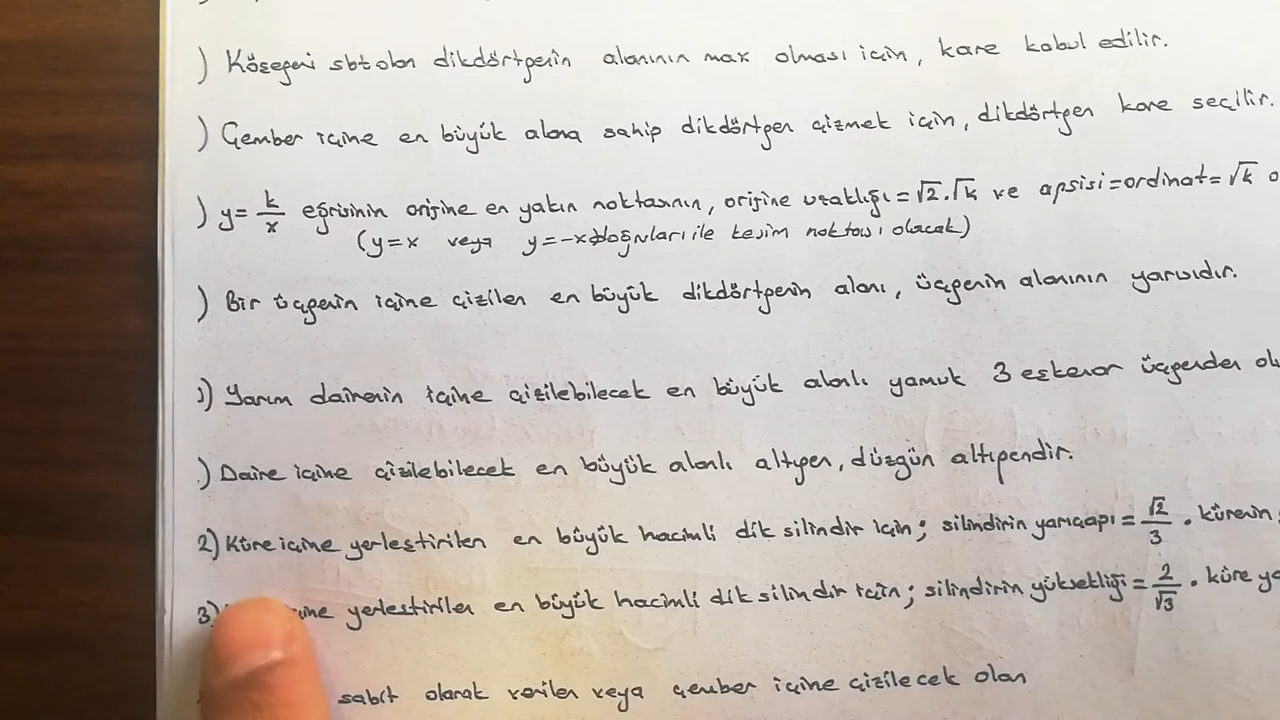 ) Köşegeni sbt olan dikdörtgenin alanının max olması için, kare kabul edilir.
) Çember içine en büyük alana sahip dikdörtgen çizmek için, dikdörtgen kare seçilir.
) y = k/x eğrisinin orijine en yakın noktasının, orijine uzaklığı = √2.√k ve apsisi = ordinat = √k o
(y=x veya y=-x doğruları ile kesim noktası olacak)
) Bir üçgenin içine çizilen en büyük dikdörtgenin alanı, üçgenin alanının yarısıdır.
) Yarım dairenin içine çizilebilecek en büyük alanlı yamuk 3 eşkenar üçgenden olu
) Daire içine çizilebilecek en büyük alanlı altıgen, düzgün altıgendir.
2) Küre içine yerleştirilen en büyük hacimli dik silindir için; silindirin yarıçapı = √2/3 . kürenin
3) yerleştirilen en büyük hacimli dik silindir için; silindirin yüksekliği = 2/√3 . küre ya
sabit olarak verilen veya çember içine çizilecek olan